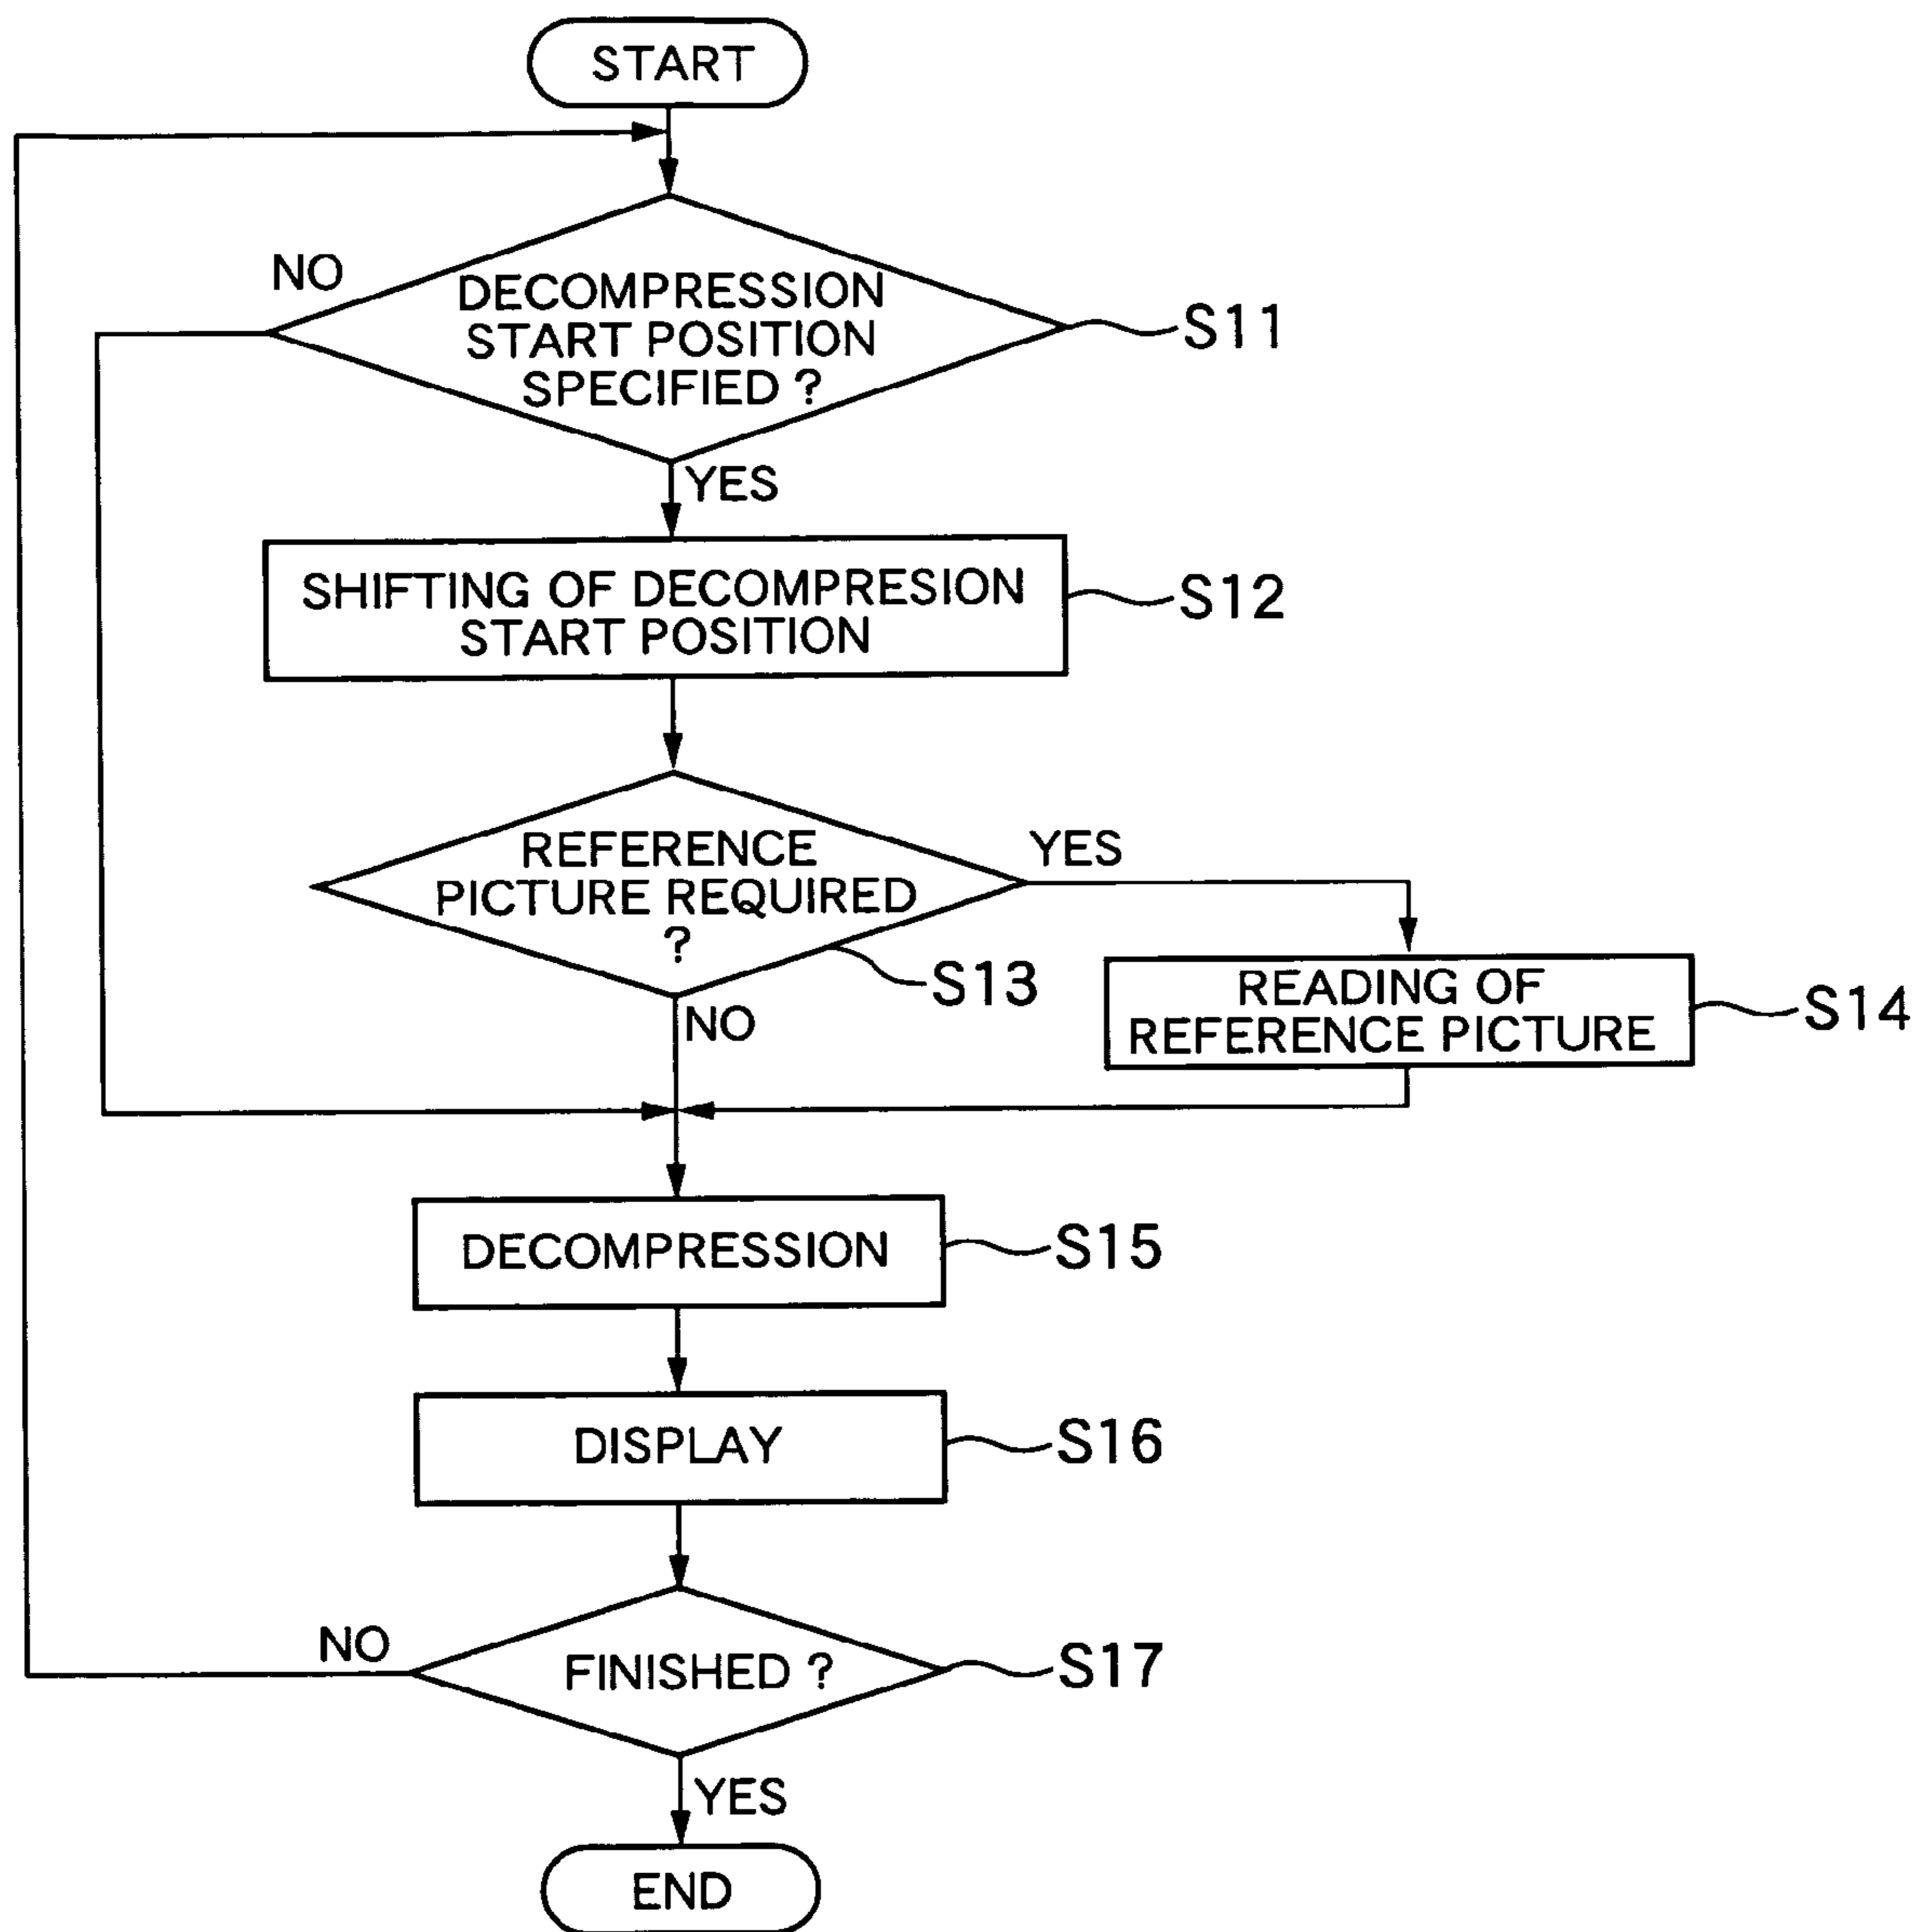 START
NO
DECOMPRESSION
START POSITION
SPECIFIED ?
S11
YES
SHIFTING OF DECOMPRESION
START POSITION
S12
REFERENCE
PICTURE REQUIRED
?
YES
S13
NO
READING OF
REFERENCE PICTURE
S14
DECOMPRESSION
S15
DISPLAY
S16
NO
FINISHED ?
S17
YES
END